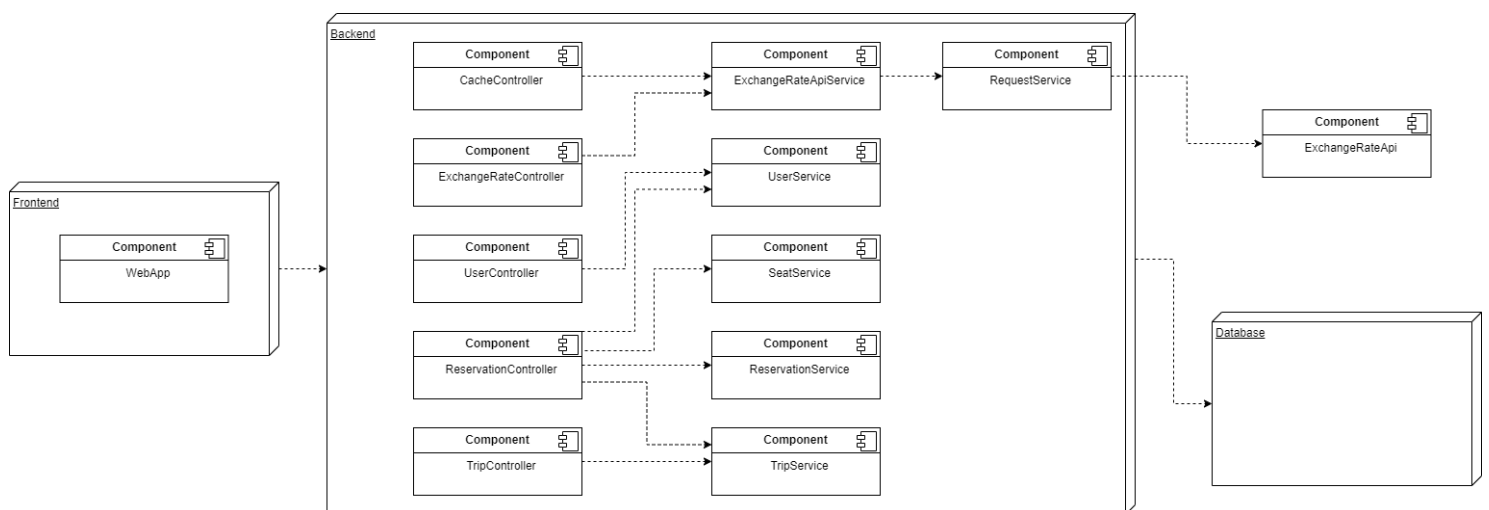 Backend
Component
CacheController
Component
ExchangeRateApiService
Component
RequestService
Component
ExchangeRateApi
Component
ExchangeRateController
Component
UserService
Frontend
Component
WebApp
Component
UserController
Component
SeatService
Database
Component
ReservationController
Component
ReservationService
Component
TripController
Component
TripService